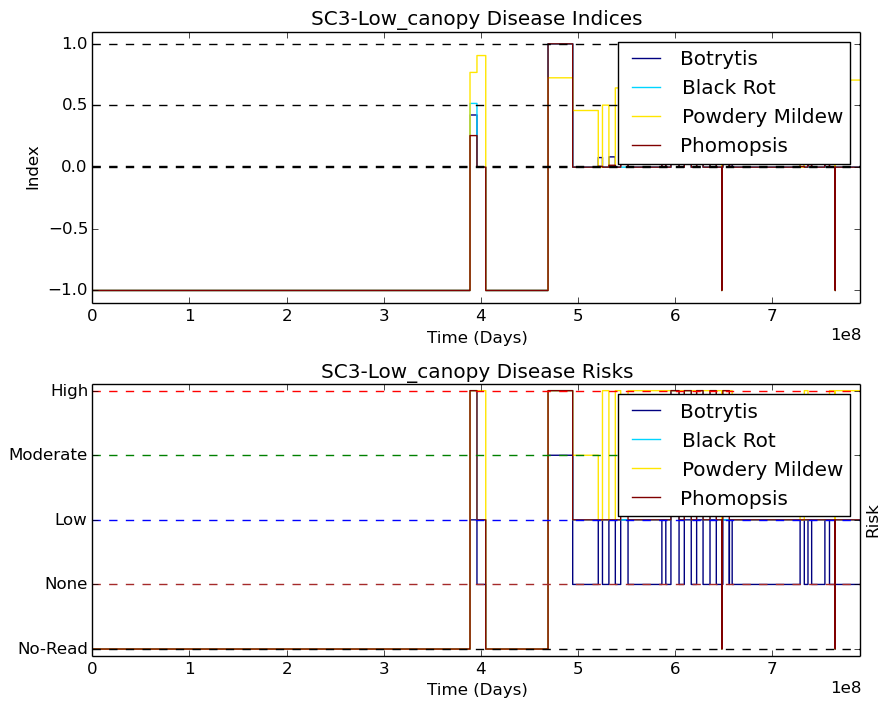 SC3-Low_canopy Disease Indices
1.0
0.5
0.0
−0.5
−1.0
Index
Botrytis
Black Rot
Powdery Mildew
Phomopsis
0 1 2 3 4 5 6 7
1e8
Time (Days)
SC3-Low_canopy Disease Risks
High
Moderate
Low
None
No-Read
Botrytis
Black Rot
Powdery Mildew
Phomopsis
Risk
0 1 2 3 4 5 6 7
1e8
Time (Days)